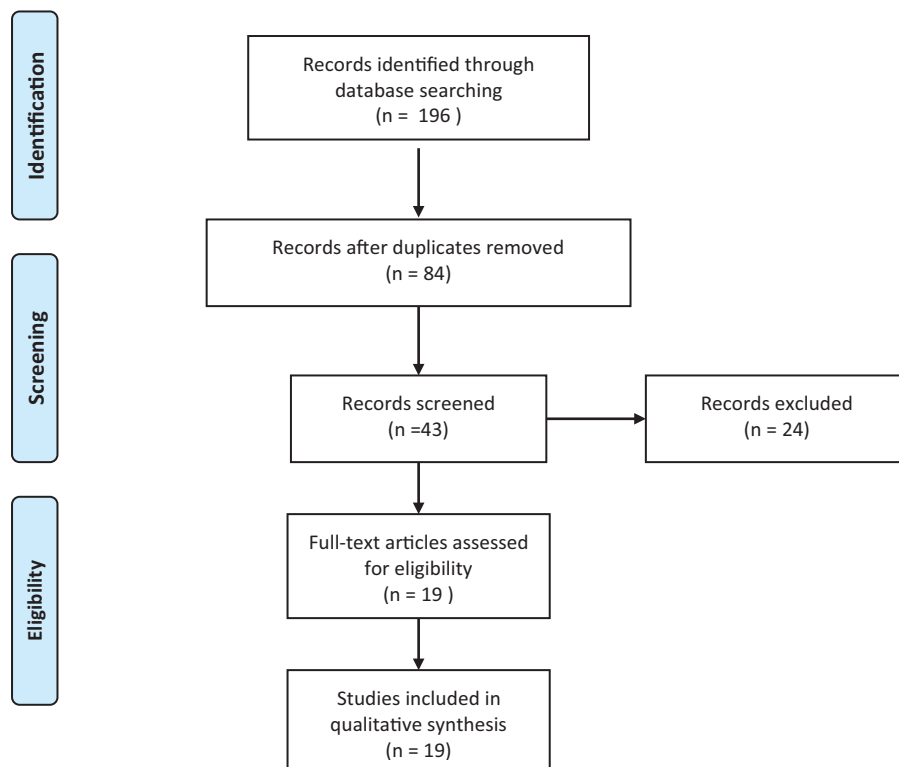 Identification
Records identified through
database searching
(n = 196 )
Records after duplicates removed
(n = 84)
Screening
Records screened
(n =43)
Records excluded
(n = 24)
Eligibility
Full-text articles assessed
for eligibility
(n = 19 )
Studies included in
qualitative synthesis
(n = 19)